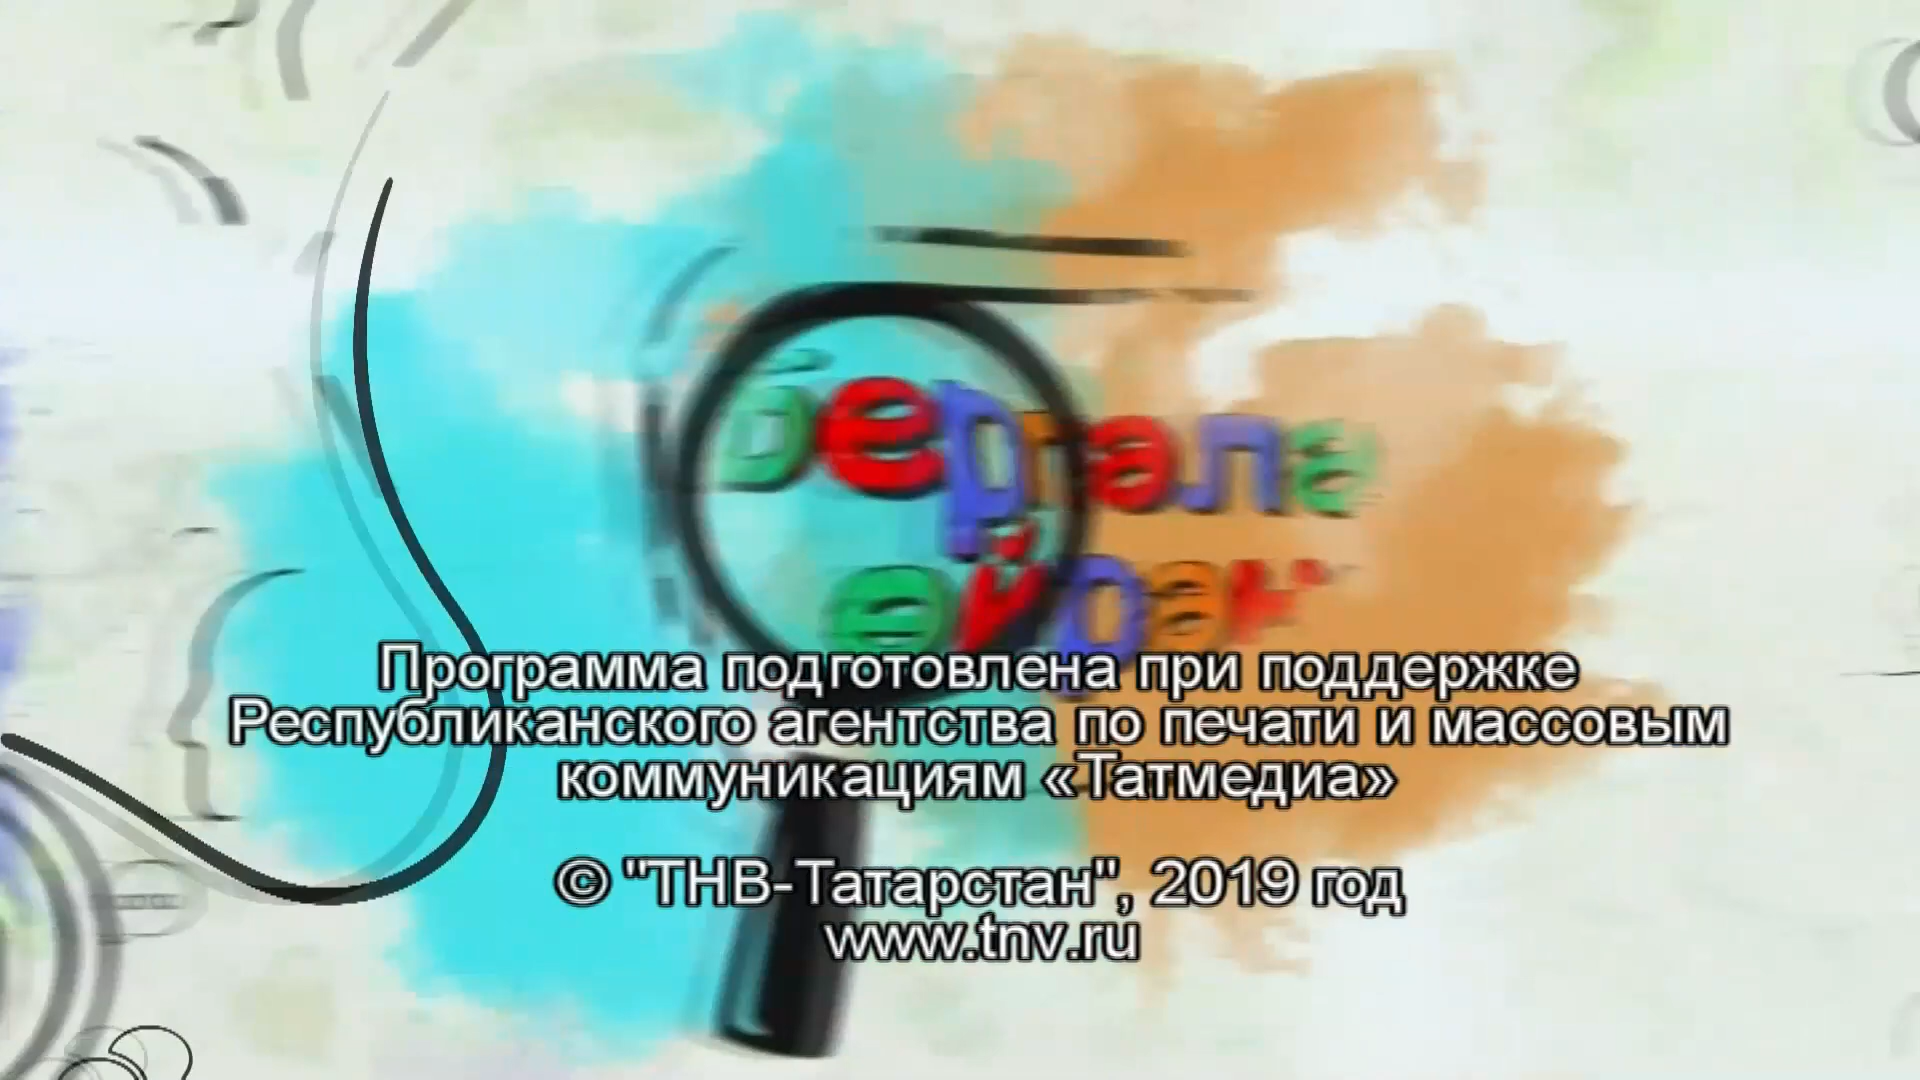 Программа подготовлена при поддержке
Республиканского агентства по печати и массовым
коммуникациям «Татмедиа»
© "ТНВ-Татарстан", 2019 год
www.tnv.ru